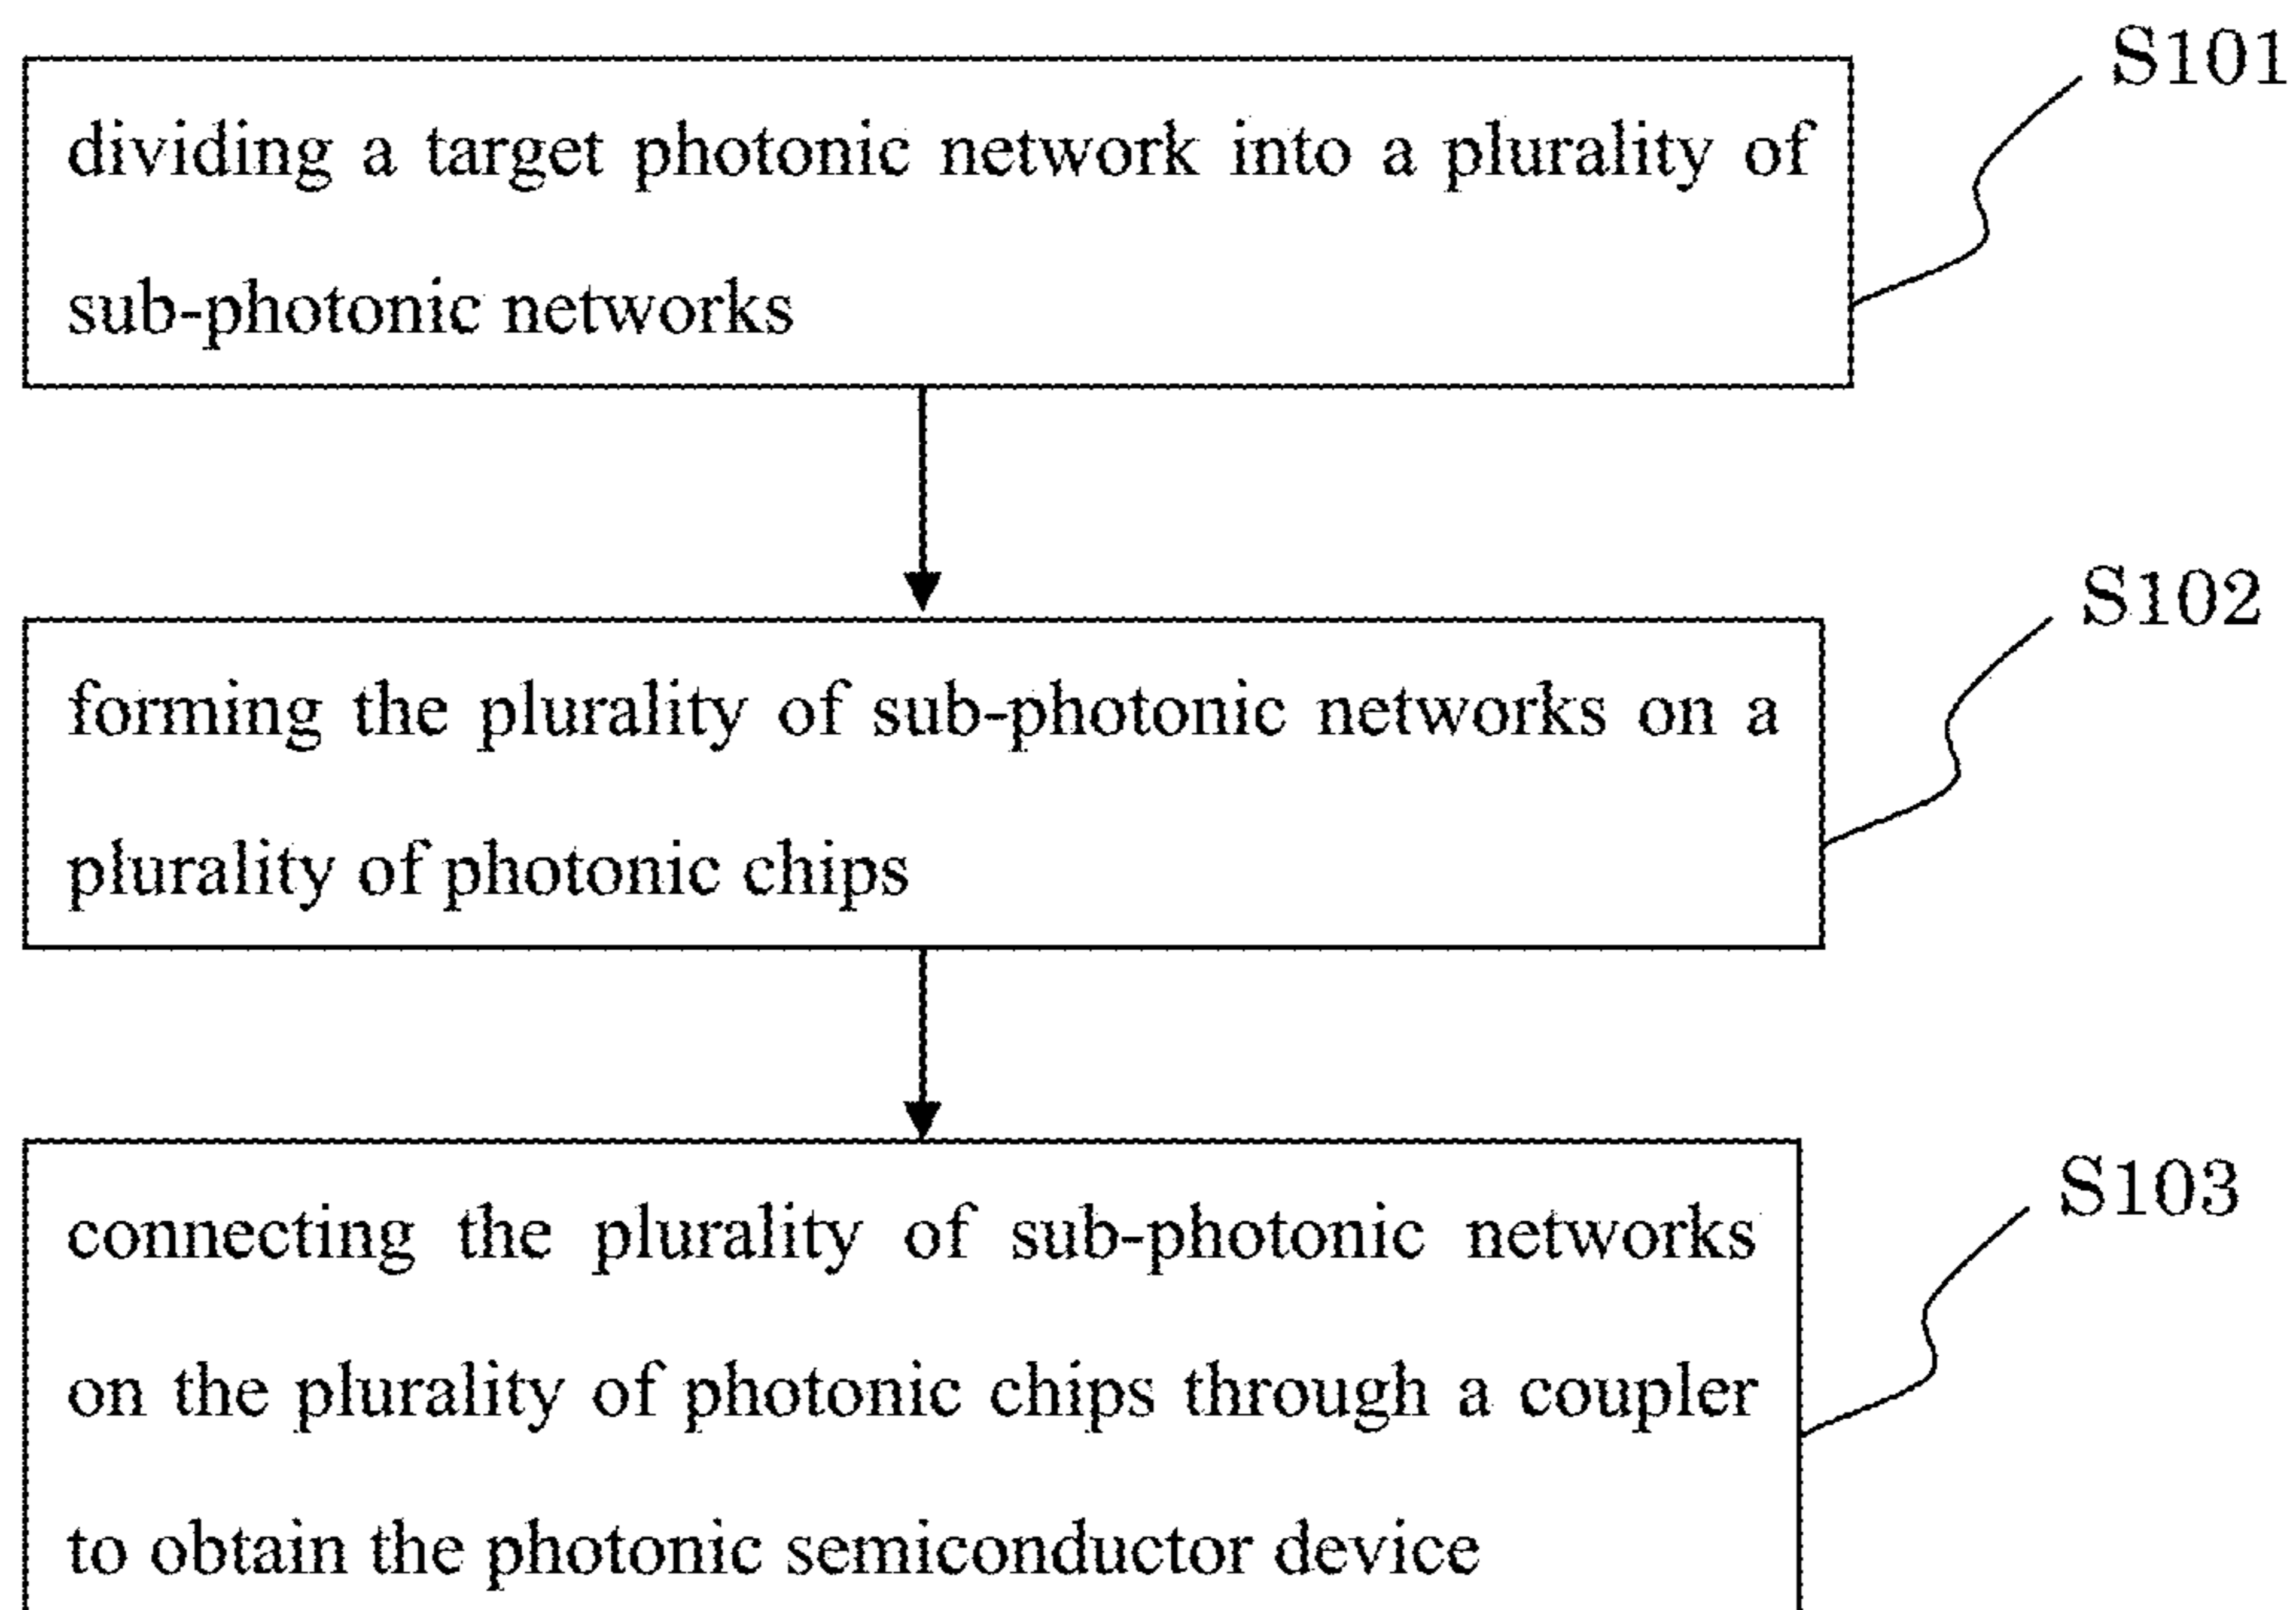 S101
dividing a target photonic network into a plurality of
sub-photonic networks
S102
forming the plurality of sub-photonic networks on a
plurality of photonic chips
S103
connecting the plurality of sub-photonic networks
on the plurality of photonic chips through a coupler
to obtain the photonic semiconductor device